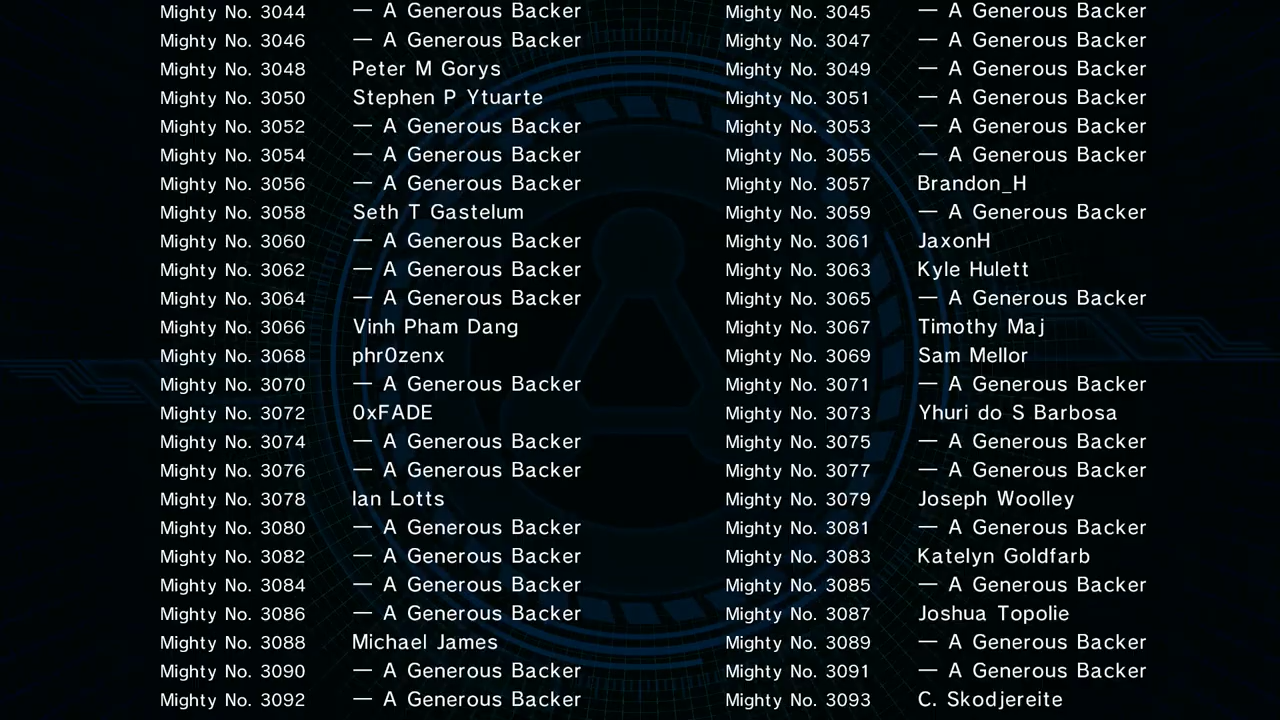 Mighty No. 3044 — A Generous Backer Mighty No. 3045 — A Generous Backer
Mighty No. 3046 — A Generous Backer Mighty No. 3047 — A Generous Backer
Mighty No. 3048 Peter M Gorys Mighty No. 3049 — A Generous Backer
Mighty No. 3050 Stephen P Ytuarte Mighty No. 3051 — A Generous Backer
Mighty No. 3052 — A Generous Backer Mighty No. 3053 — A Generous Backer
Mighty No. 3054 — A Generous Backer Mighty No. 3055 — A Generous Backer
Mighty No. 3056 — A Generous Backer Mighty No. 3057 Brandon_H
Mighty No. 3058 Seth T Gastelum Mighty No. 3059 — A Generous Backer
Mighty No. 3060 — A Generous Backer Mighty No. 3061 JaxonH
Mighty No. 3062 — A Generous Backer Mighty No. 3063 Kyle Hulett
Mighty No. 3064 — A Generous Backer Mighty No. 3065 — A Generous Backer
Mighty No. 3066 Vinh Pham Dang Mighty No. 3067 Timothy Maj
Mighty No. 3068 phr0zenx Mighty No. 3069 Sam Mellor
Mighty No. 3070 — A Generous Backer Mighty No. 3071 — A Generous Backer
Mighty No. 3072 0xFADE Mighty No. 3073 Yhuri do S Barbosa
Mighty No. 3074 — A Generous Backer Mighty No. 3075 — A Generous Backer
Mighty No. 3076 — A Generous Backer Mighty No. 3077 — A Generous Backer
Mighty No. 3078 Ian Lotts Mighty No. 3079 Joseph Woolley
Mighty No. 3080 — A Generous Backer Mighty No. 3081 — A Generous Backer
Mighty No. 3082 — A Generous Backer Mighty No. 3083 Katelyn Goldfarb
Mighty No. 3084 — A Generous Backer Mighty No. 3085 — A Generous Backer
Mighty No. 3086 — A Generous Backer Mighty No. 3087 Joshua Topolie
Mighty No. 3088 Michael James Mighty No. 3089 — A Generous Backer
Mighty No. 3090 — A Generous Backer Mighty No. 3091 — A Generous Backer
Mighty No. 3092 — A Generous Backer Mighty No. 3093 C. Skodjereite